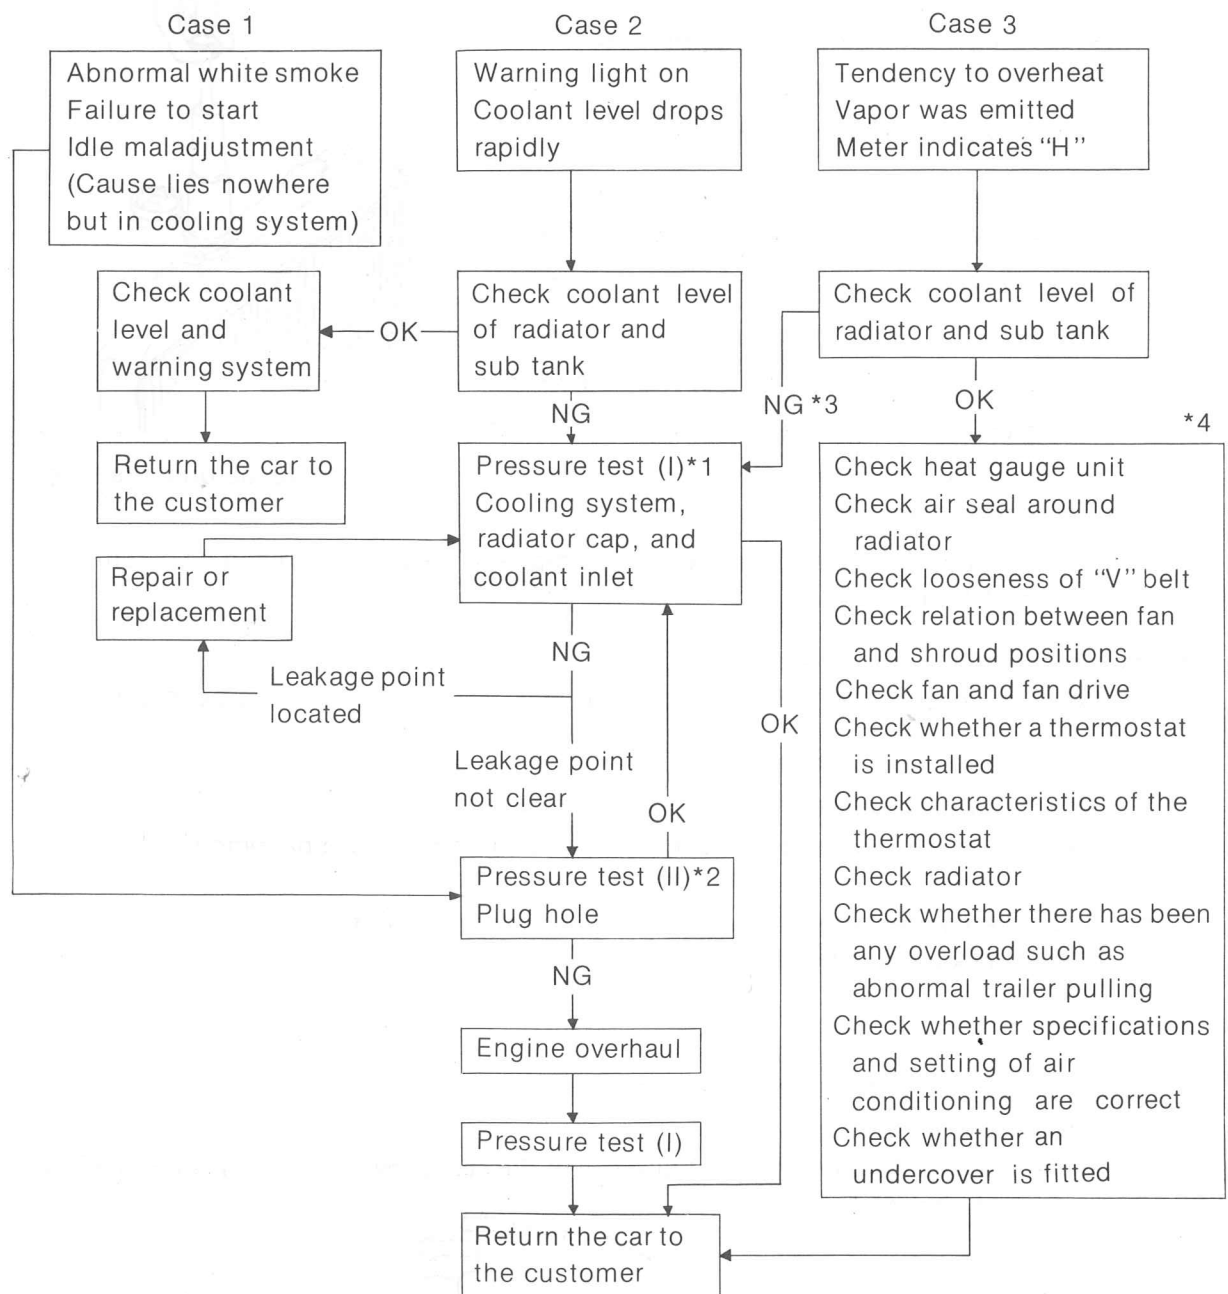 Case 1
Abnormal white smoke
Failure to start
Idle maladjustment
(Cause lies nowhere
but in cooling system)
Case 2
Warning light on
Coolant level drops
rapidly
Case 3
Tendency to overheat
Vapor was emitted
Meter indicates “H”
Check coolant
level and
warning system
OK
Check coolant level
of radiator and
sub tank
Check coolant level of
radiator and sub tank
NG
NG *3
OK
*4
Return the car to
the customer
Pressure test (I)*1
Cooling system,
radiator cap, and
coolant inlet
Repair or
replacement
NG
Leakage point
located
OK
Leakage point
not clear
OK
Pressure test (II)*2
Plug hole
NG
Engine overhaul
Pressure test (I)
Return the car to
the customer
Check heat gauge unit
Check air seal around
radiator
Check looseness of “V” belt
Check relation between fan
and shroud positions
Check fan and fan drive
Check whether a thermostat
is installed
Check characteristics of the
thermostat
Check radiator
Check whether there has been
any overload such as
abnormal trailer pulling
Check whether specifications
and setting of air
conditioning are correct
Check whether an
undercover is fitted